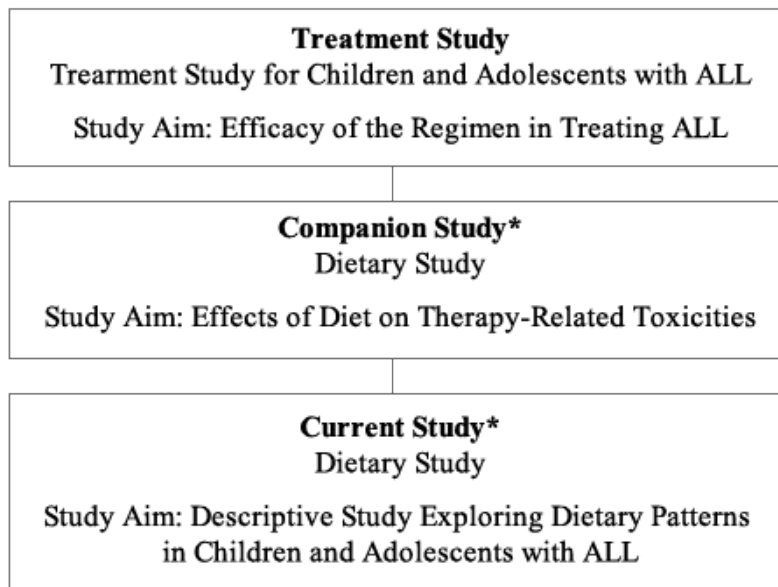 Treatment Study
Trearment Study for Children and Adolescents with ALL
Study Aim: Efficacy of the Regimen in Treating ALL
Companion Study*
Dietary Study
Study Aim: Effects of Diet on Therapy-Related Toxicities
Current Study*
Dietary Study
Study Aim: Descriptive Study Exploring Dietary Patterns
in Children and Adolescents with ALL